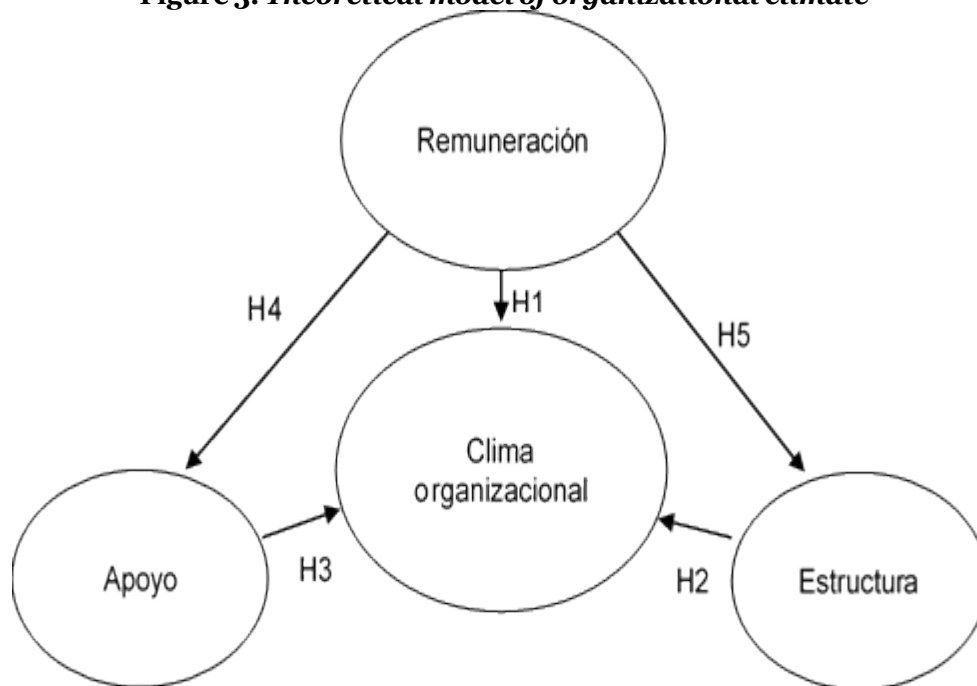 Figure 3. Theoretical model of organizational climate
Remuneración
H4
H1
H5
Clima
organizacional
Apoyo
H3
H2
Estructura